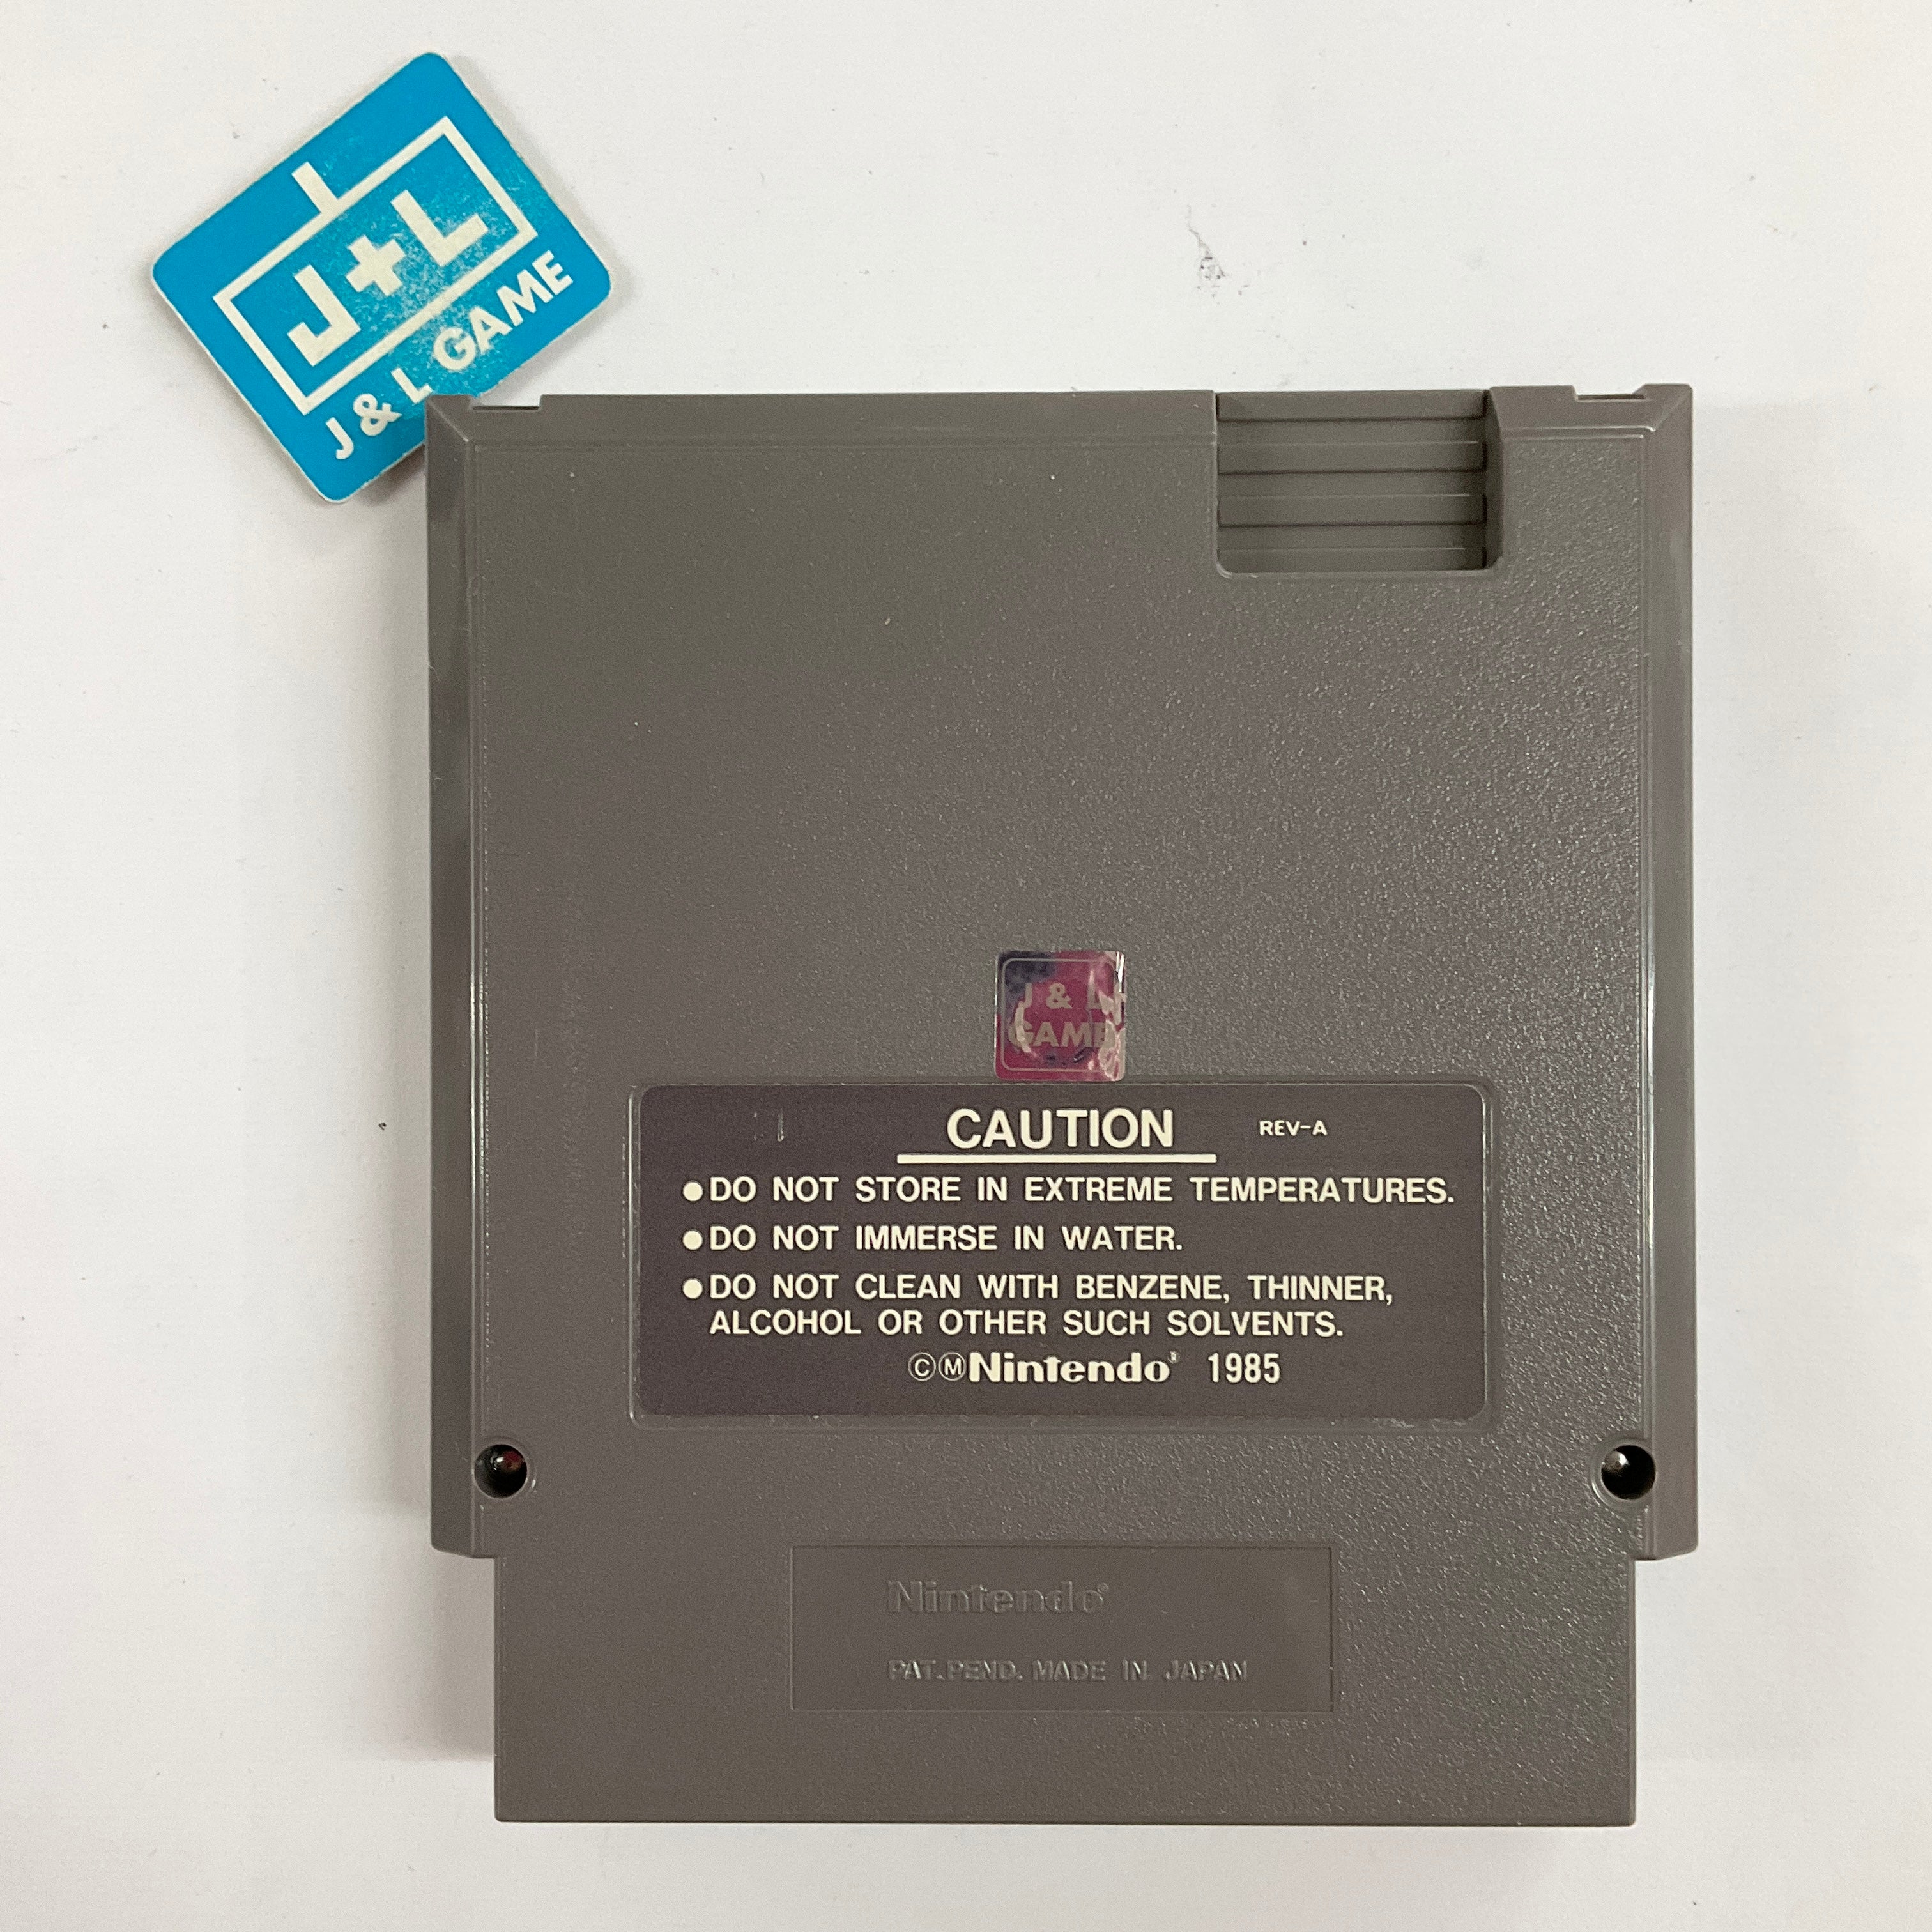 J+L
J & L GAME
J & L
GAME
CAUTION REV-A
●DO NOT STORE IN EXTREME TEMPERATURES.
●DO NOT IMMERSE IN WATER.
●DO NOT CLEAN WITH BENZENE, THINNER,
ALCOHOL OR OTHER SUCH SOLVENTS.
©ⓂNintendo® 1985
Nintendo®
PAT.PEND. MADE IN JAPAN